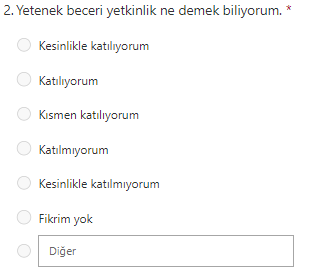 2. Yetenek beceri yetkinlik ne demek biliyorum. *
Kesinlikle katılıyorum
Katılıyorum
Kısmen katılıyorum
Katılmıyorum
Kesinlikle katılmıyorum
Fikrim yok
Diğer